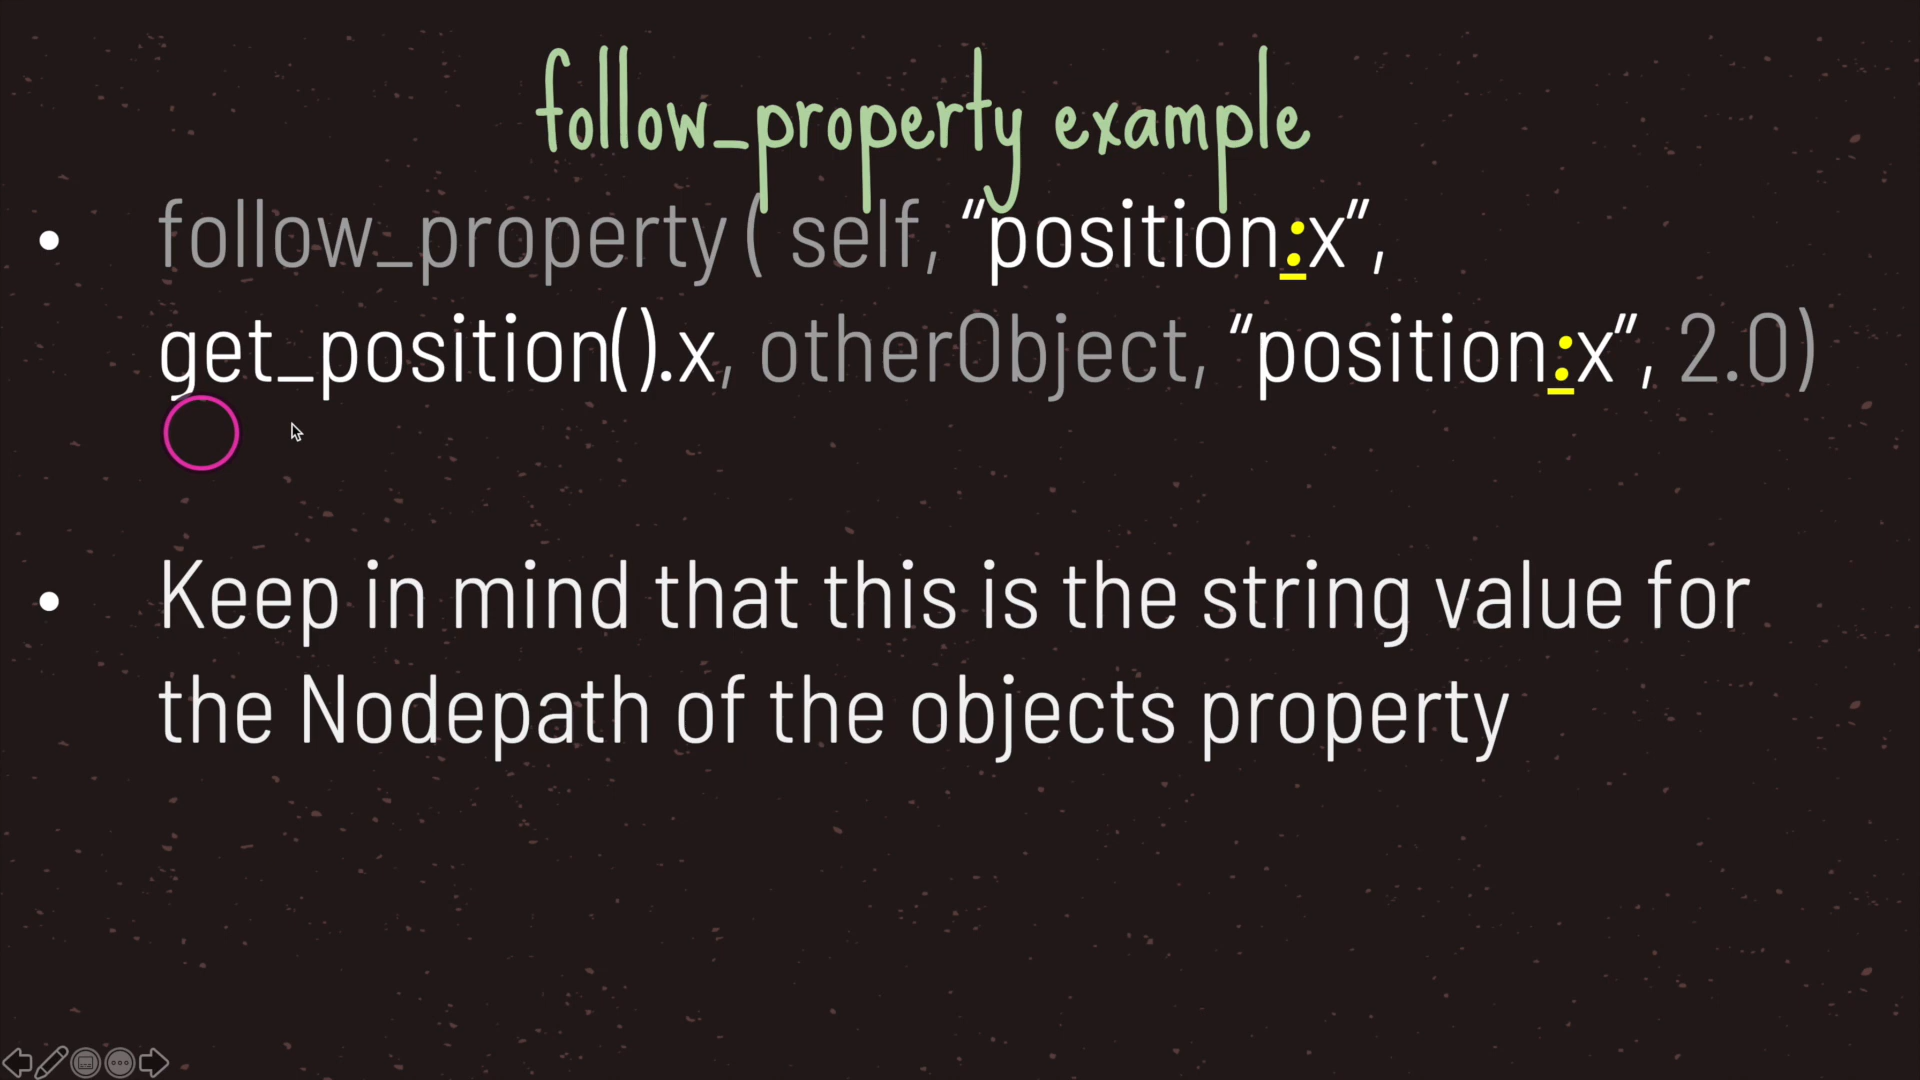 follow_property example
• follow_property ( self, “position:x”,
get_position().x, otherObject, “position:x”, 2.0)
• Keep in mind that this is the string value for
the Nodepath of the objects property